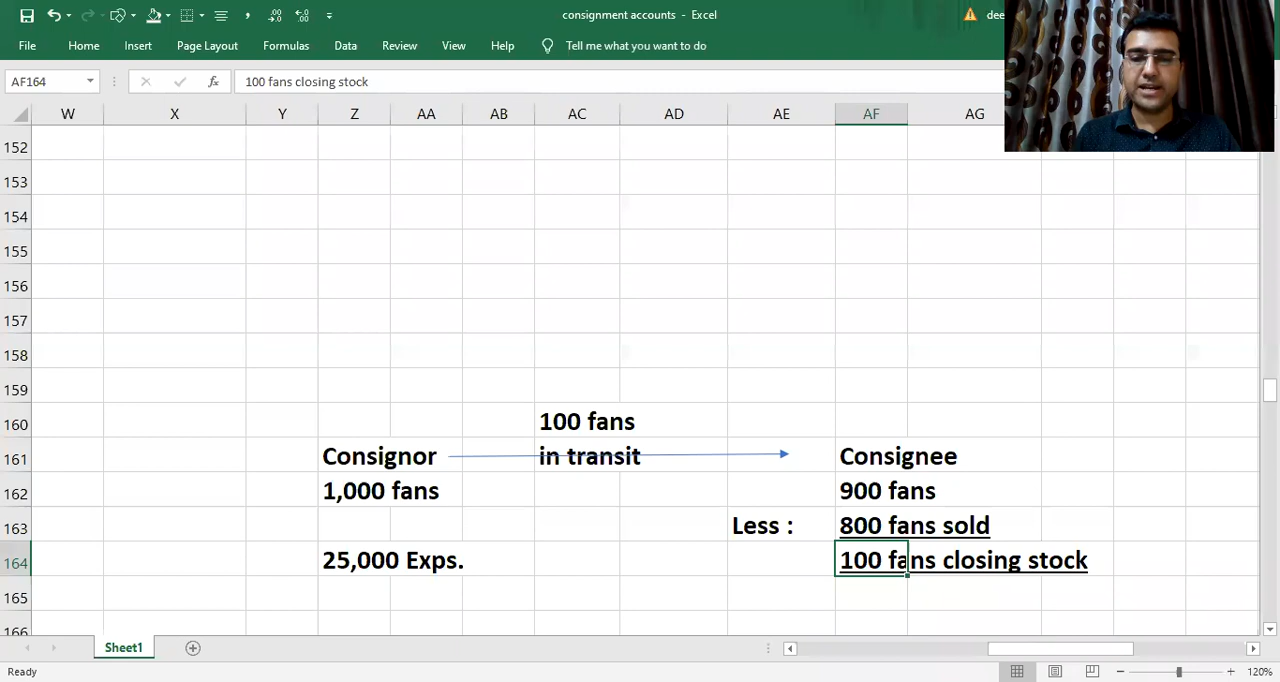 consignment accounts - Excel
dee
File Home Insert Page Layout Formulas Data Review View Help Tell me what you want to do
AF164 fx 100 fans closing stock
W X Y Z AA AB AC AD AE AF AG
152
153
154
155
156
157
158
159
160 100 fans
161 Consignor in transit Consignee
162 1,000 fans 900 fans
163 Less : 800 fans sold
164 25,000 Exps. 100 fans closing stock
165
166
Sheet1
Ready 120%